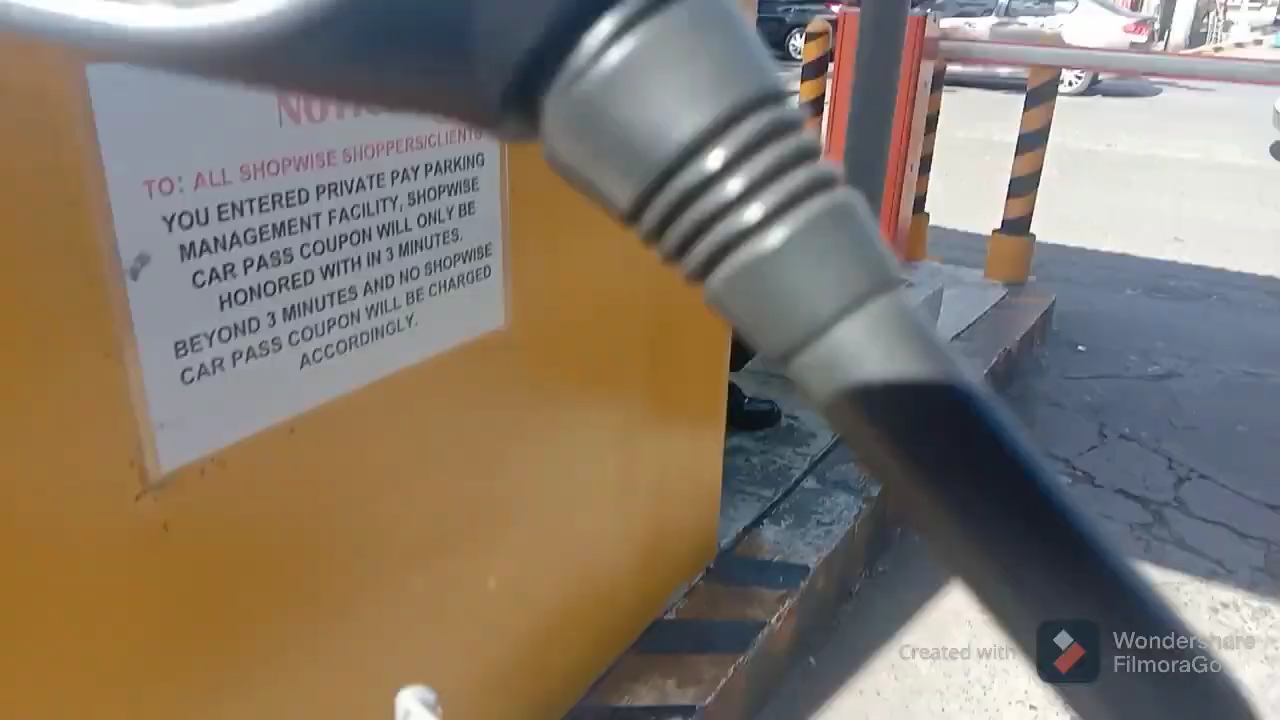 TO: ALL SHOPWISE SHOPPERS/CLIENTS
YOU ENTERED PRIVATE PAY PARKING
MANAGEMENT FACILITY, SHOPWISE
CAR PASS COUPON WILL ONLY BE
HONORED WITH IN 3 MINUTES.
BEYOND 3 MINUTES AND NO SHOPWISE
CAR PASS COUPON WILL BE CHARGED
ACCORDINGLY.
Created with
Wondershare
FilmoraGo